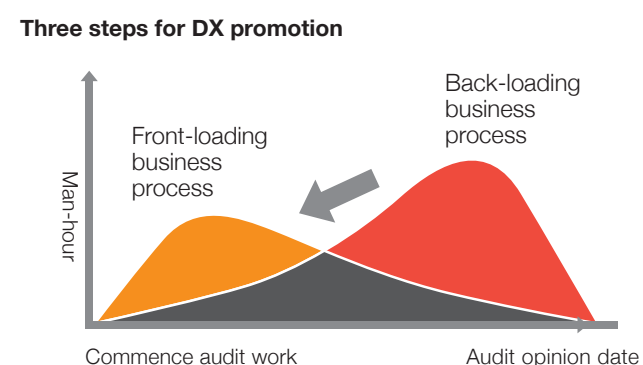 Three steps for DX promotion
Back-loading
business
process
Front-loading
business
process
Man-hour
Commence audit work
Audit opinion date